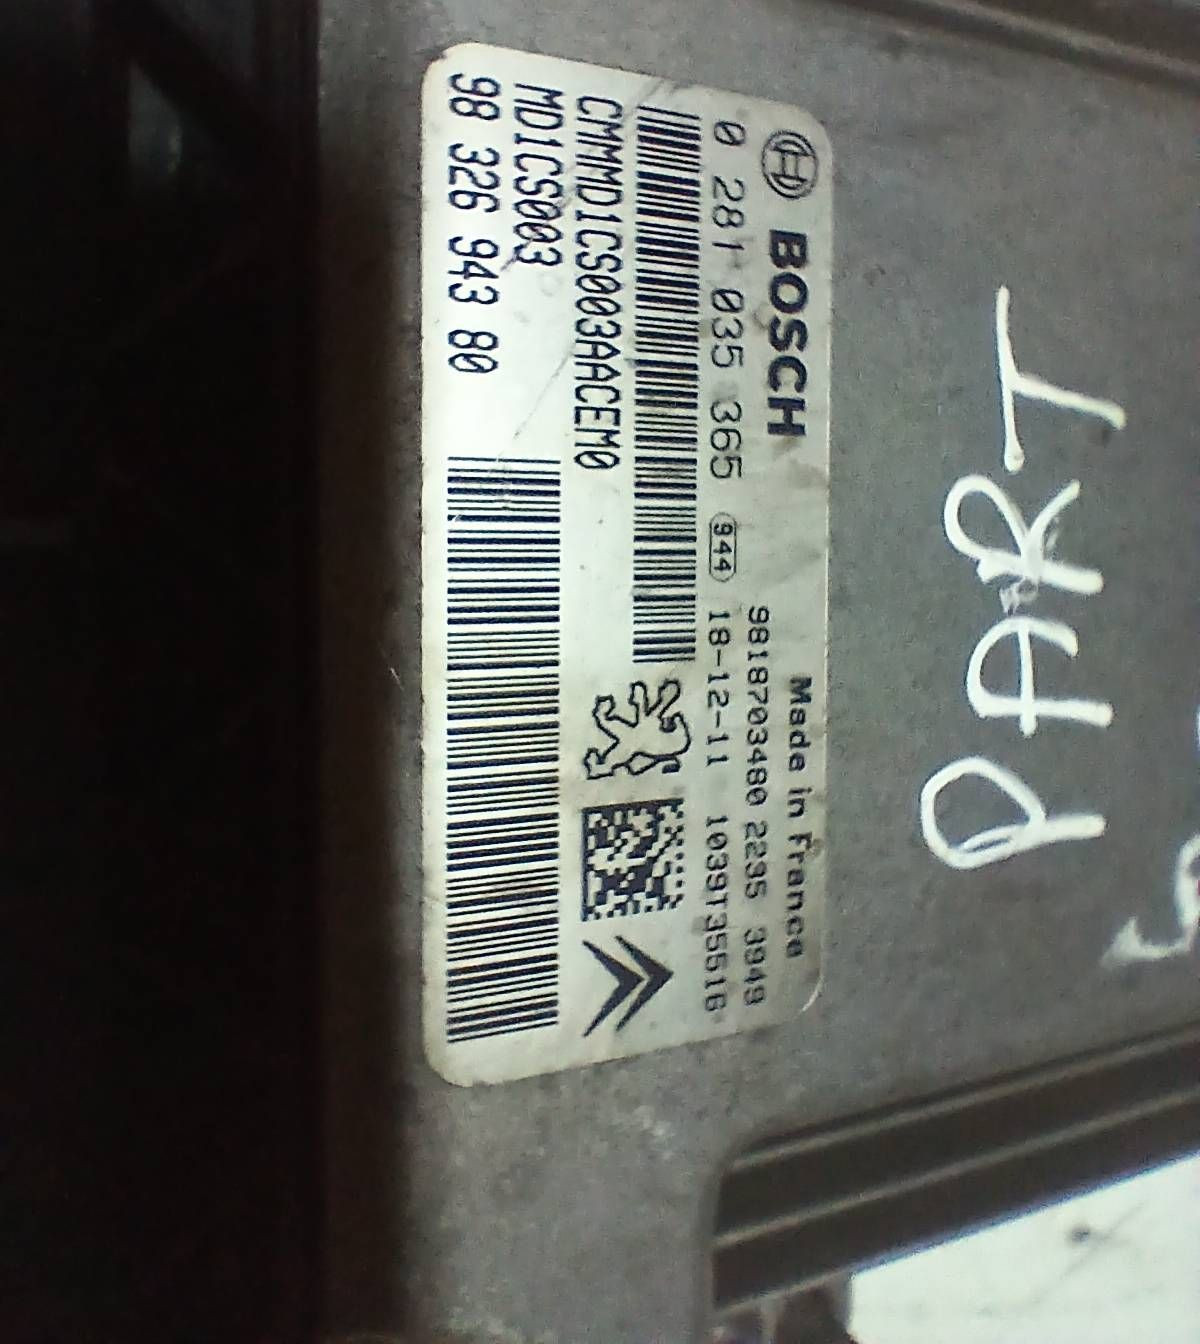 BOSCH
Made in France
9818703480 2235 3949
0 281 035 365 944 18-12-11 1039T35516
CMMMD1CS003AACEM0
MD1CS003
98 326 943 80
PART